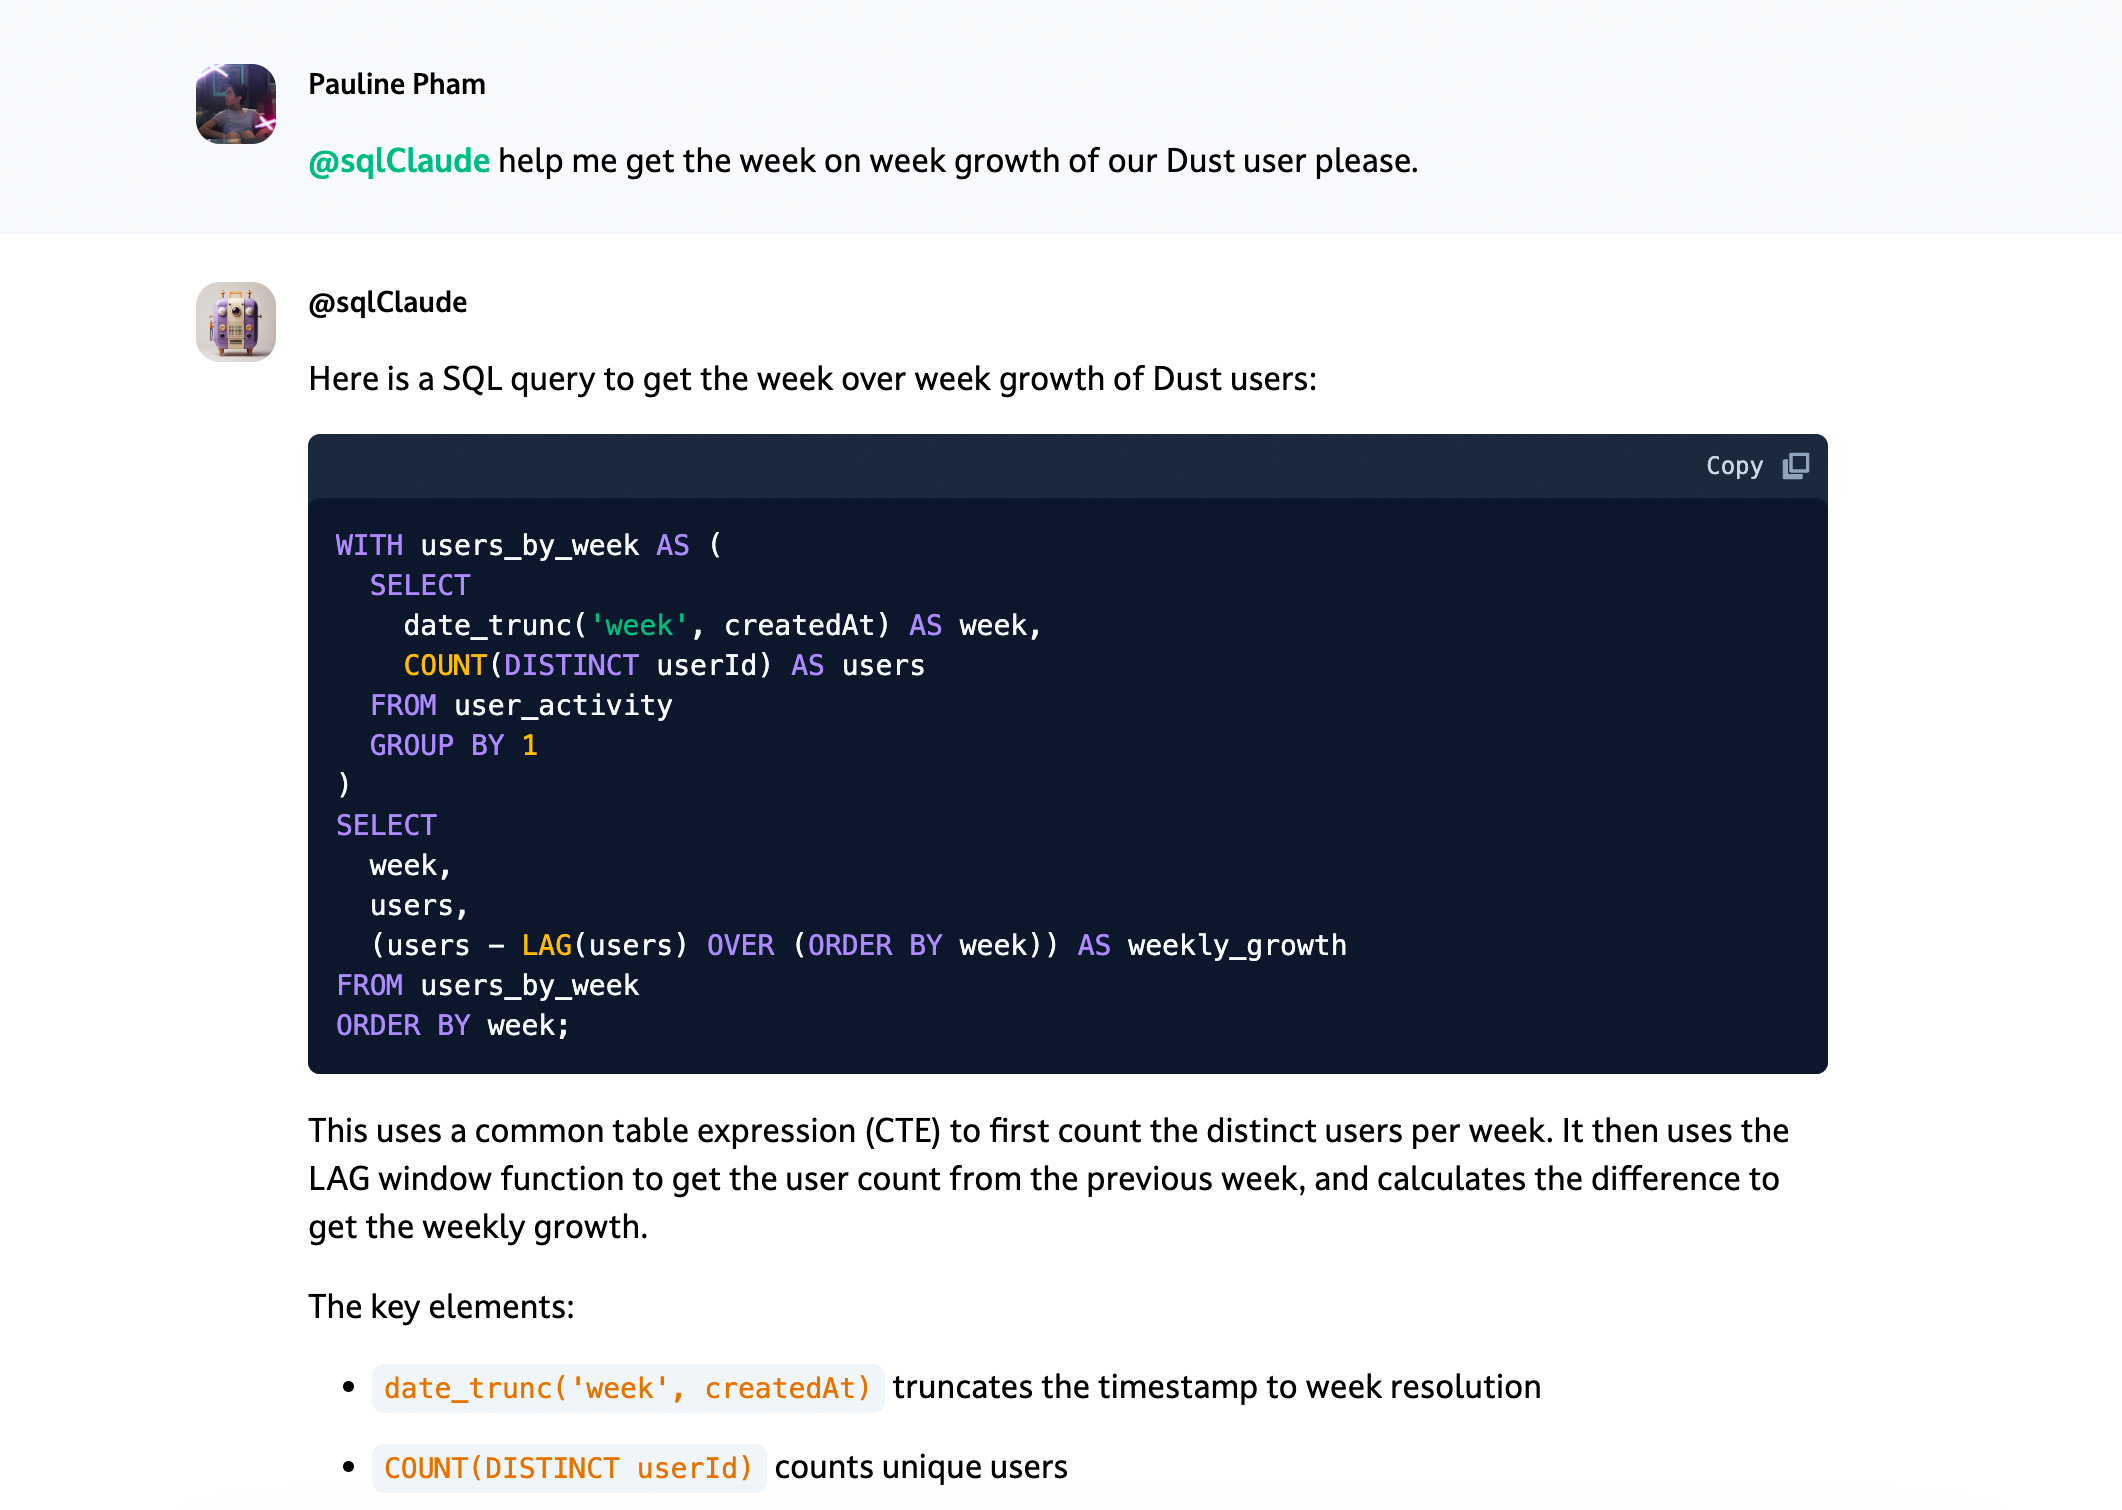 Pauline Pham
@sqlClaude help me get the week on week growth of our Dust user please.
@sqlClaude
Here is a SQL query to get the week over week growth of Dust users:
Copy
WITH users_by_week AS (
  SELECT
    date_trunc('week', createdAt) AS week,
    COUNT(DISTINCT userId) AS users
  FROM user_activity
  GROUP BY 1
)
SELECT
  week,
  users,
  (users - LAG(users) OVER (ORDER BY week)) AS weekly_growth
FROM users_by_week
ORDER BY week;
This uses a common table expression (CTE) to first count the distinct users per week. It then uses the
LAG window function to get the user count from the previous week, and calculates the difference to
get the weekly growth.
The key elements:
• date_trunc('week', createdAt) truncates the timestamp to week resolution
• COUNT(DISTINCT userId) counts unique users